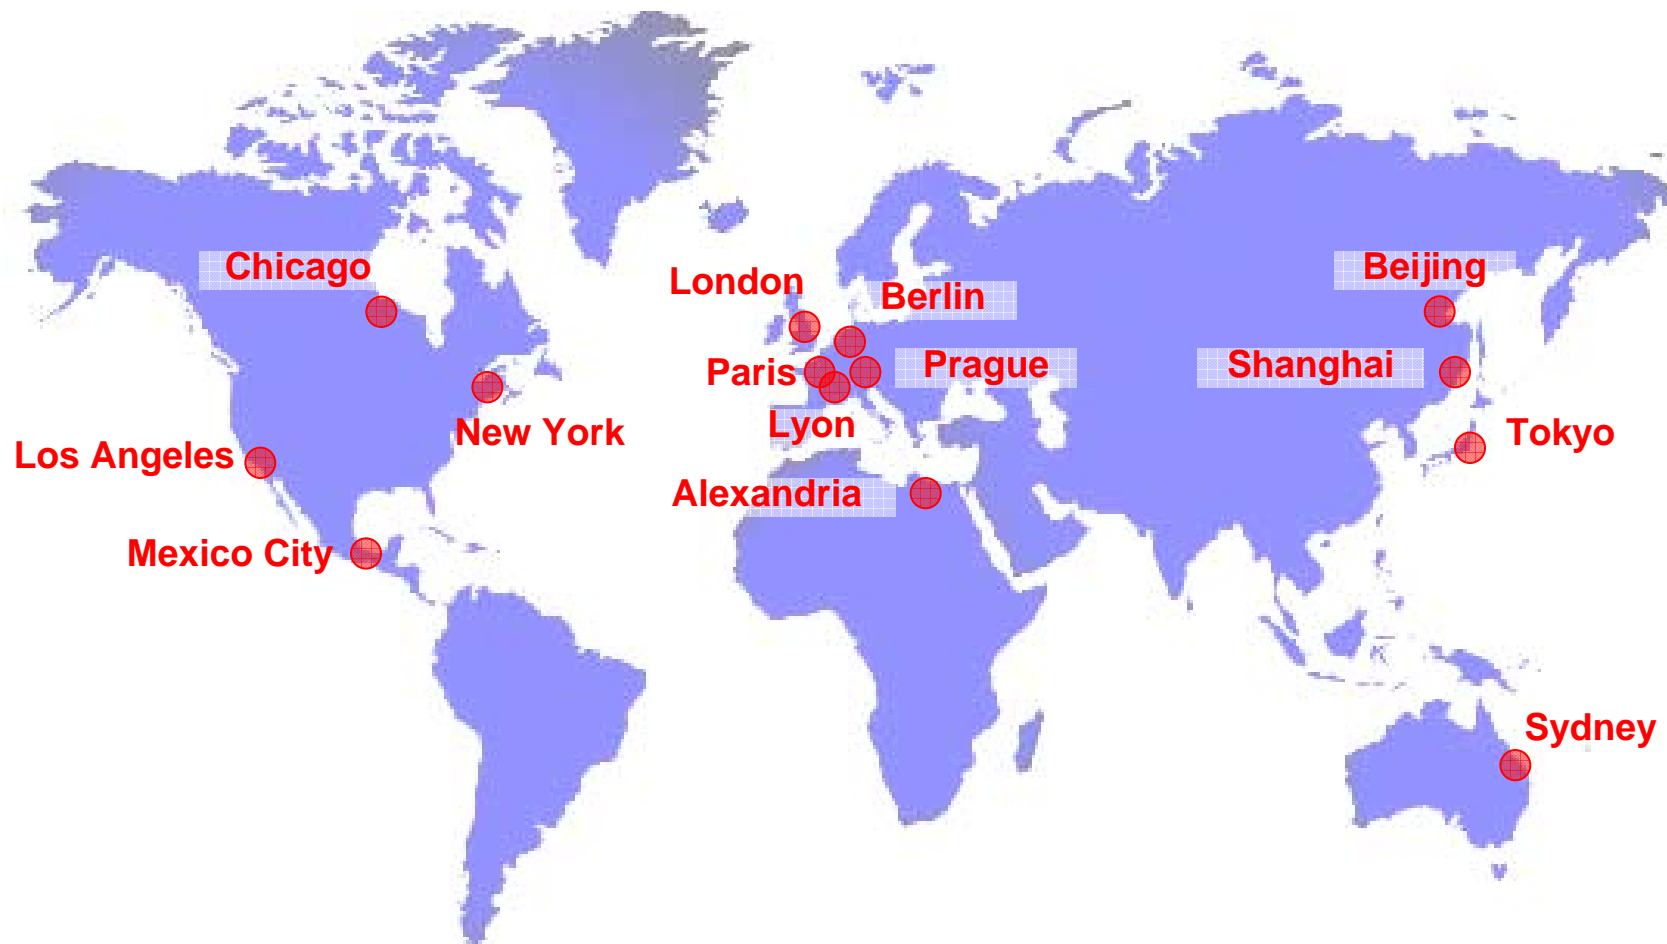 Chicago
London
Berlin
Beijing
Paris
Prague
Shanghai
Lyon
New York
Tokyo
Los Angeles
Alexandria
Mexico City
Sydney